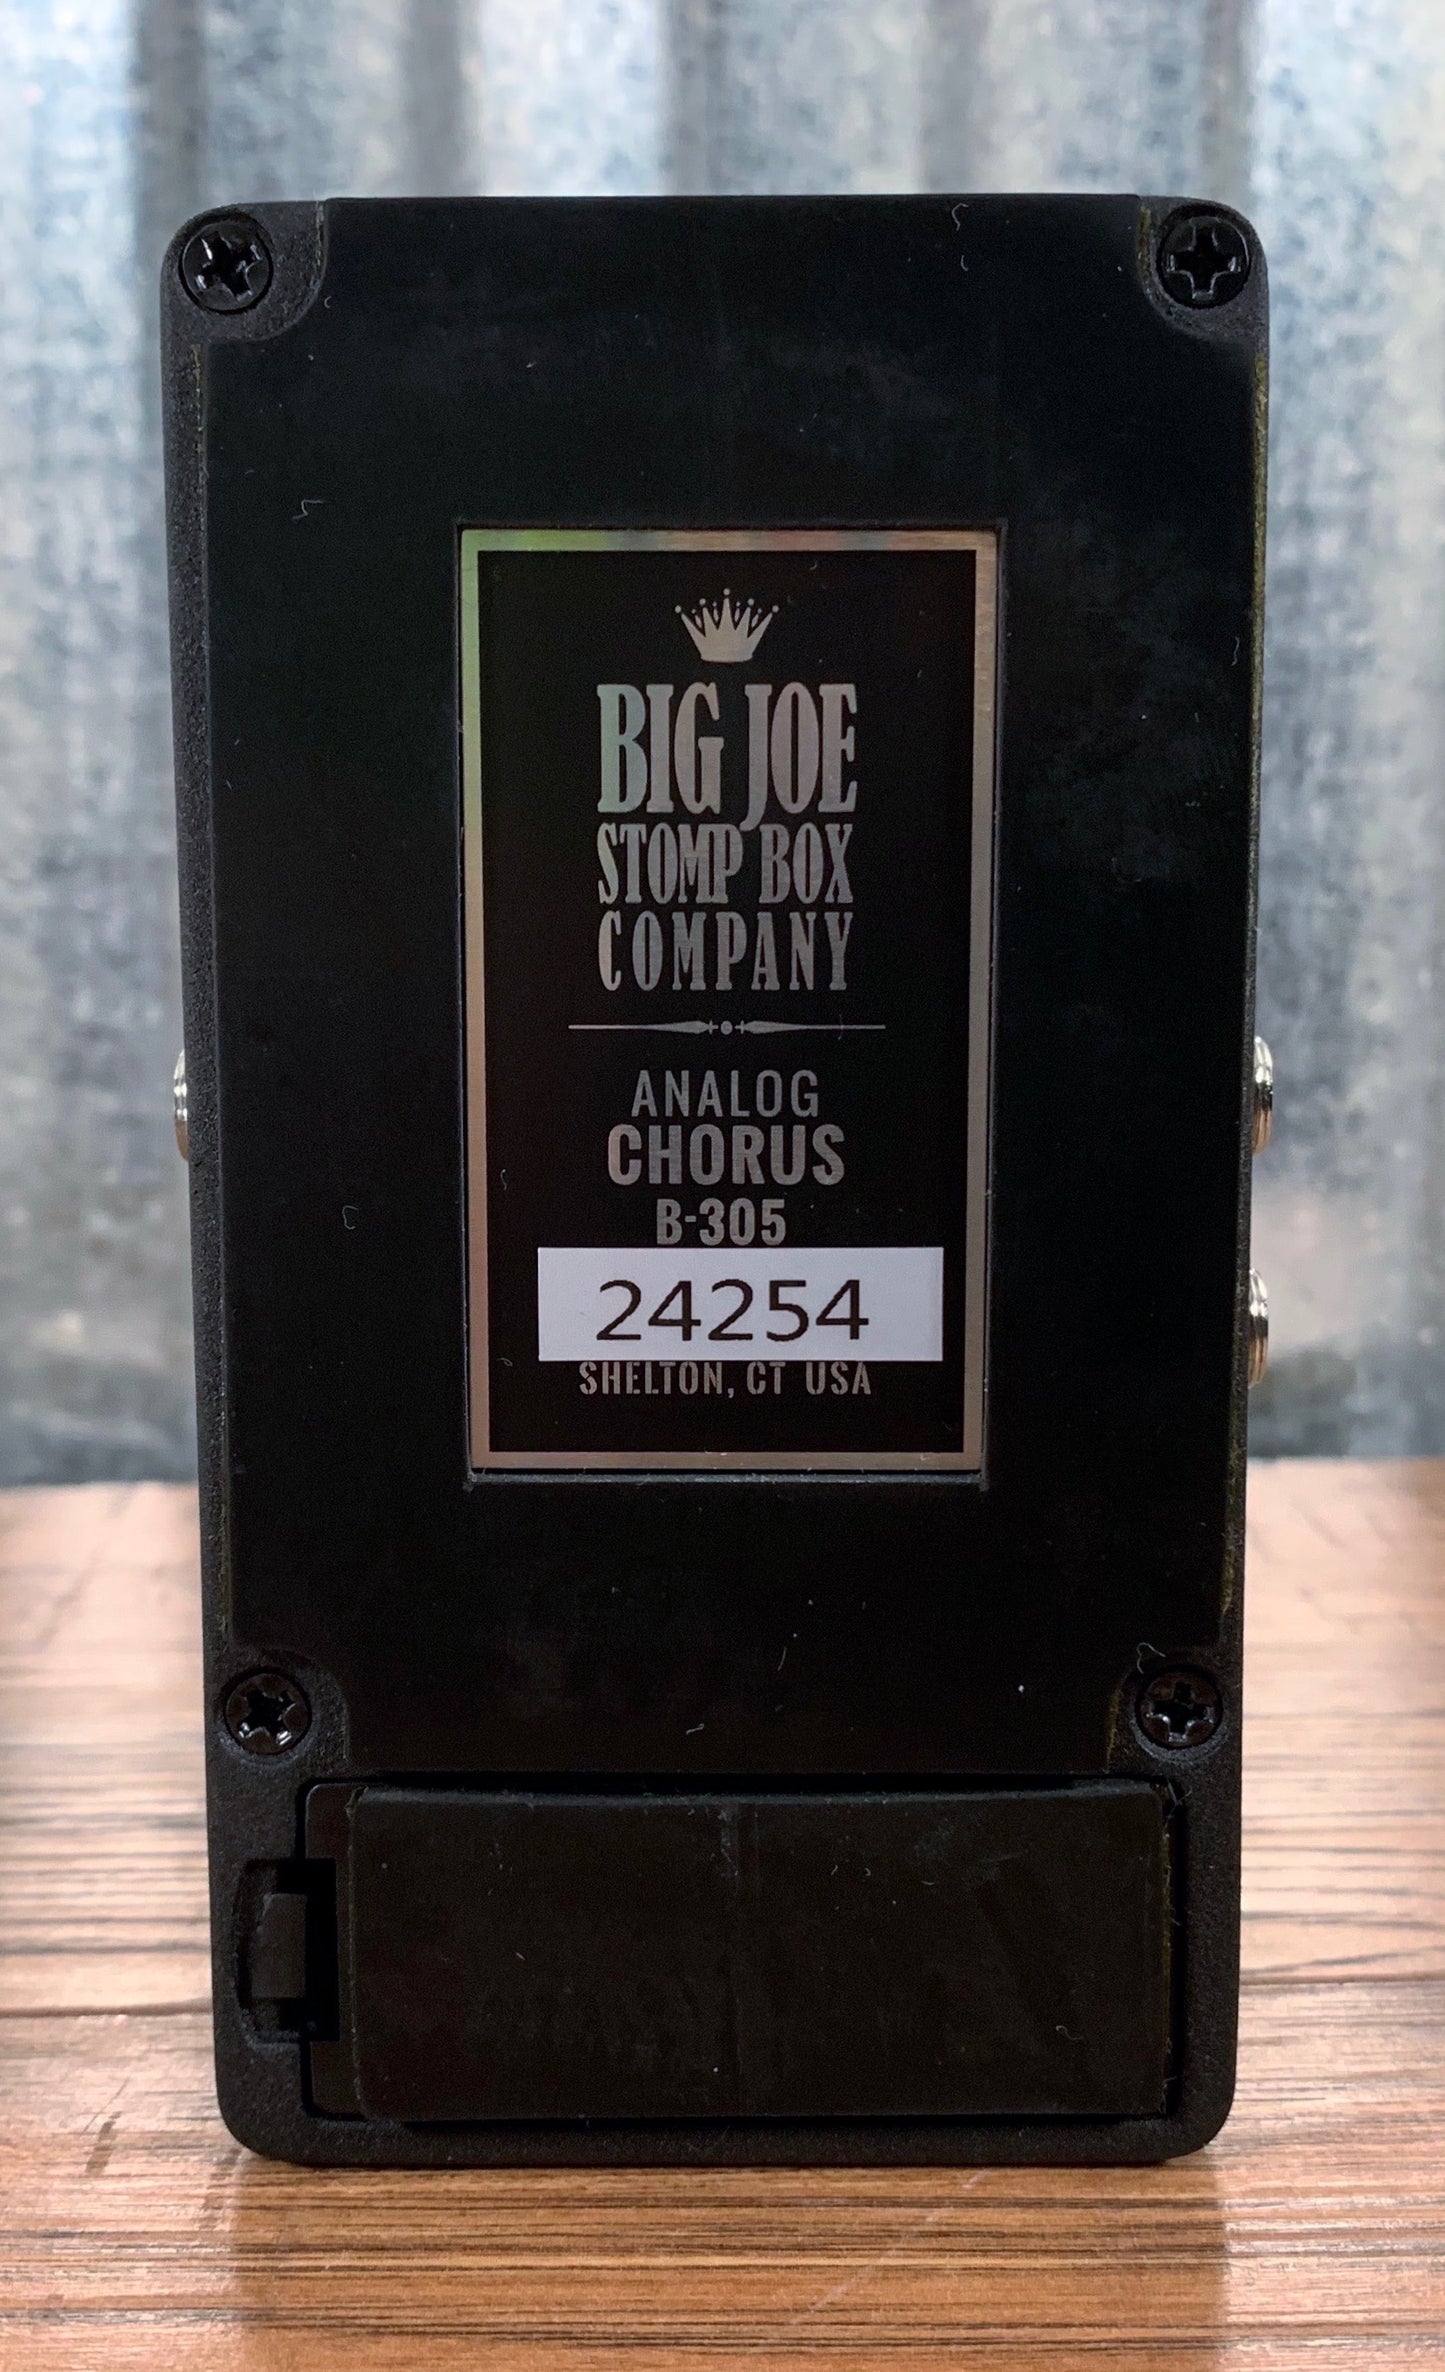 BIG JOE
STOMP BOX
COMPANY
ANALOG
CHORUS
B-305
24254
SHELTON, CT USA